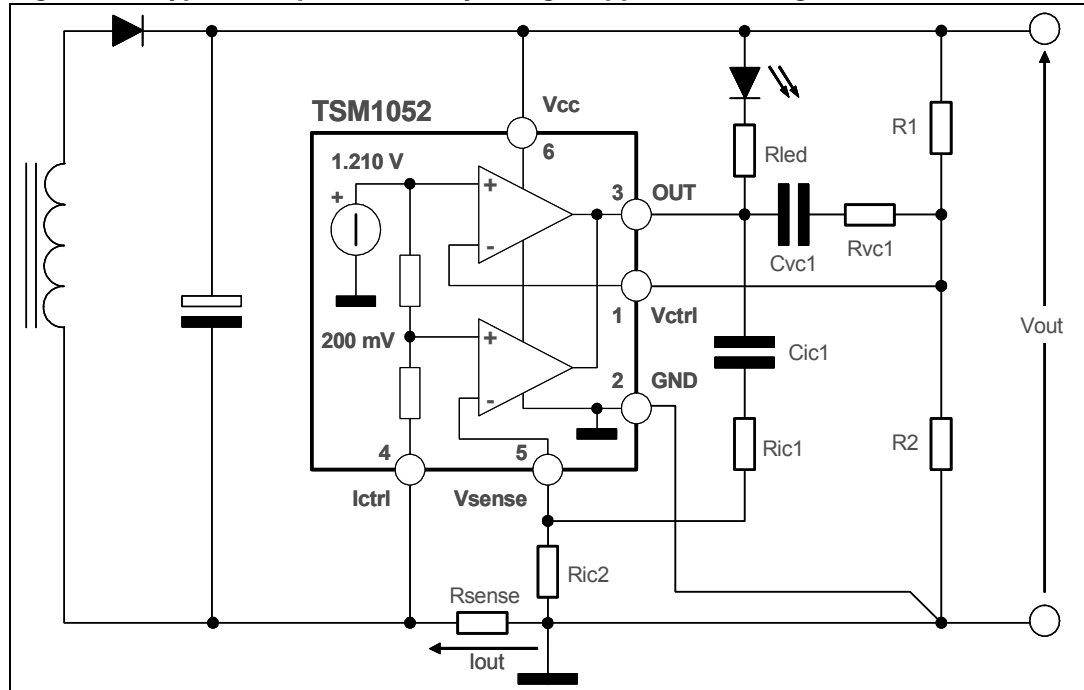 TSM1052
Vcc
6
1.210 V
+
+
-
3
OUT
Rled
R1
Cvc1
Rvc1
1
Vctrl
200 mV
+
-
2
GND
Cic1
Vout
4
5
Ric1
R2
Ictrl
Vsense
Ric2
Rsense
Iout